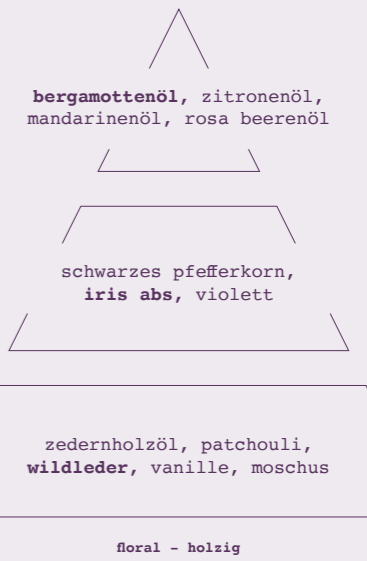 bergamottenöl, zitronenöl,
mandarinenöl, rosa beerenöl
schwarzes pfefferkorn,
iris abs, violett
zedernholzöl, patchouli,
wildleder, vanille, moschus
floral – holzig